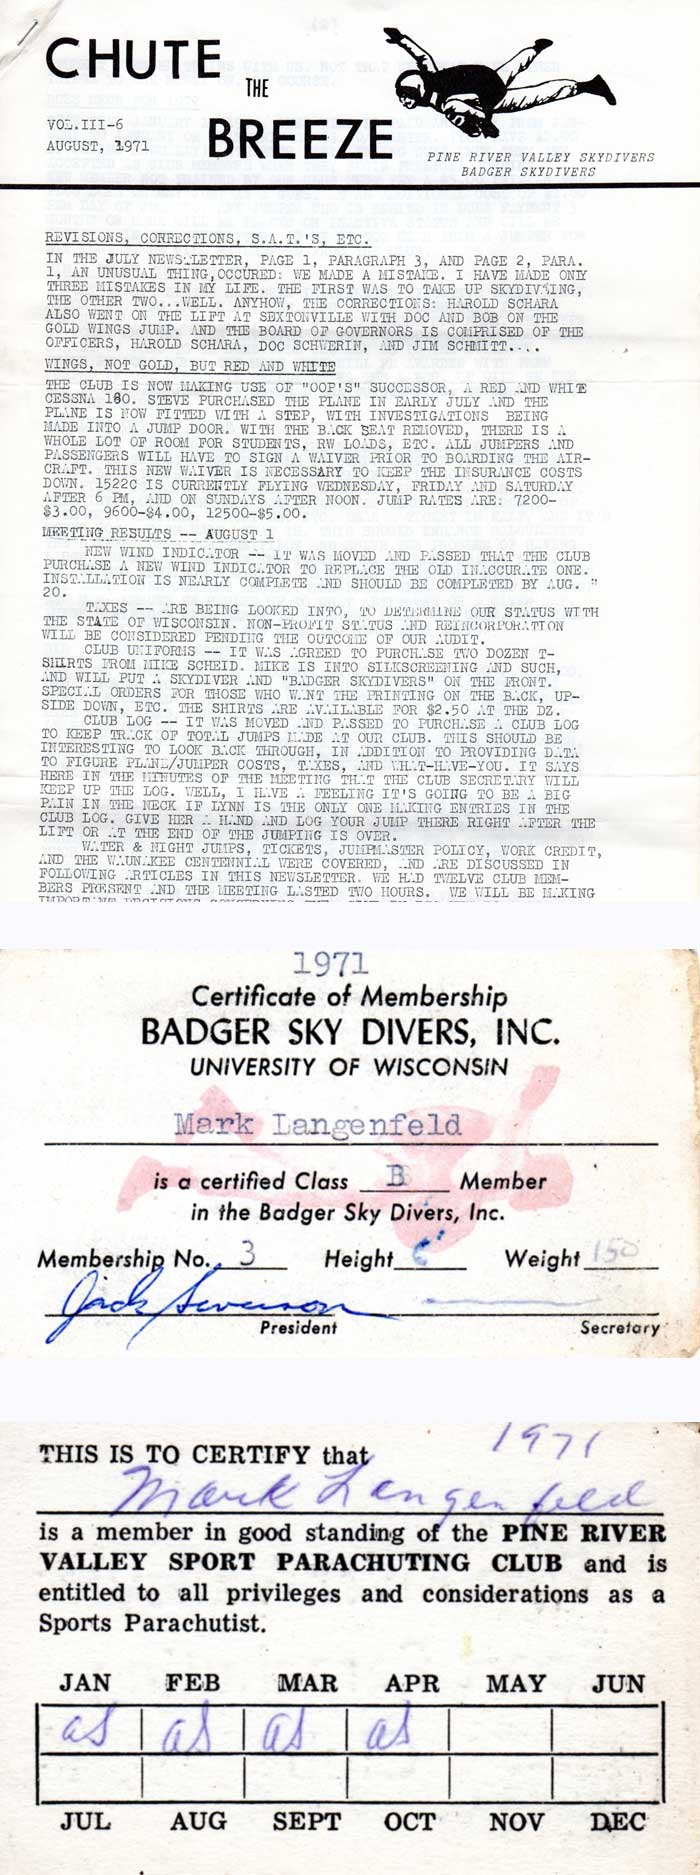 CHUTE
THE
BREEZE
VOL.III-6
AUGUST, 1971
PINE RIVER VALLEY SKYDIVERS
BADGER SKYDIVERS
REVISIONS, CORRECTIONS, S.A.T.'S, ETC.
IN THE JULY NEWSLETTER, PAGE 1, PARAGRAPH 3, AND PAGE 2, PARA.
1, AN UNUSUAL THING,OCCURED: WE MADE A MISTAKE. I HAVE MADE ONLY
THREE MISTAKES IN MY LIFE. THE FIRST WAS TO TAKE UP SKYDIVING,
THE OTHER TWO...WELL. ANYHOW, THE CORRECTIONS: HAROLD SCHARA
ALSO WENT ON THE LIFT AT SEXTONVILLE WITH DOC AND BOB ON THE
GOLD WINGS JUMP. AND THE BOARD OF GOVERNORS IS COMPRISED OF THE
OFFICERS, HAROLD SCHARA, DOC SCHWERIN, AND JIM SCHMITT....
WINGS, NOT GOLD, BUT RED AND WHITE
THE CLUB IS NOW MAKING USE OF "OOP'S" SUCCESSOR, A RED AND WHITE
CESSNA 180. STEVE PURCHASED THE PLANE IN EARLY JULY AND THE
PLANE IS NOW FITTED WITH A STEP, WITH INVESTIGATIONS BEING
MADE INTO A JUMP DOOR. WITH THE BACK SEAT REMOVED, THERE IS A
WHOLE LOT OF ROOM FOR STUDENTS, RW LOADS, ETC. ALL JUMPERS AND
PASSENGERS WILL HAVE TO SIGN A WAIVER PRIOR TO BOARDING THE AIR-
CRAFT. THIS NEW WAIVER IS NECESSARY TO KEEP THE INSURANCE COSTS
DOWN. 1522C IS CURRENTLY FLYING WEDNESDAY, FRIDAY AND SATURDAY
AFTER 6 PM, AND ON SUNDAYS AFTER NOON. JUMP RATES ARE: 7200-
$3.00, 9600-$4.00, 12500-$5.00.
MEETING RESULTS -- AUGUST 1
NEW WIND INDICATOR -- IT WAS MOVED AND PASSED THAT THE CLUB
PURCHASE A NEW WIND INDICATOR TO REPLACE THE OLD INACCURATE ONE.
INSTALLATION IS NEARLY COMPLETE AND SHOULD BE COMPLETED BY AUG. "
20.
TAXES -- ARE BEING LOOKED INTO, TO DETERMINE OUR STATUS WITH
THE STATE OF WISCONSIN. NON-PROFIT STATUS AND REINCORPORATION
WILL BE CONSIDERED PENDING THE OUTCOME OF OUR AUDIT.
CLUB UNIFORMS -- IT WAS AGREED TO PURCHASE TWO DOZEN T-
SHIRTS FROM MIKE SCHEID. MIKE IS INTO SILKSCREENING AND SUCH,
AND WILL PUT A SKYDIVER AND "BADGER SKYDIVERS" ON THE FRONT.
SPECIAL ORDERS FOR THOSE WHO WANT THE PRINTING ON THE BACK, UP-
SIDE DOWN, ETC. THE SHIRTS ARE AVAILABLE FOR $2.50 AT THE DZ.
CLUB LOG -- IT WAS MOVED AND PASSED TO PURCHASE A CLUB LOG
TO KEEP TRACK OF TOTAL JUMPS MADE AT OUR CLUB. THIS SHOULD BE
INTERESTING TO LOOK BACK THROUGH, IN ADDITION TO PROVIDING DATA
TO FIGURE PLANE/JUMPER COSTS, TAXES, AND WHAT-HAVE-YOU. IT SAYS
HERE IN THE MINUTES OF THE MEETING THAT THE CLUB SECRETARY WILL
KEEP UP THE LOG. WELL, I HAVE A FEELING IT'S GOING TO BE A BIG
PAIN IN THE NECK IF LYNN IS THE ONLY ONE MAKING ENTRIES IN THE
CLUB LOG. GIVE HER A HAND AND LOG YOUR JUMP THERE RIGHT AFTER THE
LIFT OR AT THE END OF THE JUMPING IS OVER.
WATER & NIGHT JUMPS, TICKETS, JUMPMASTER POLICY, WORK CREDIT,
AND THE WAUNAKEE CENTENNIAL WERE COVERED, AND ARE DISCUSSED IN
FOLLOWING ARTICLES IN THIS NEWSLETTER. WE HAD TWELVE CLUB MEM-
BERS PRESENT AND THE MEETING LASTED TWO HOURS. WE WILL BE MAKING
IMPORTANT DECISIONS CONCERNING
1971
Certificate of Membership
BADGER SKY DIVERS, INC.
UNIVERSITY OF WISCONSIN
Mark Langenfeld
is a certified Class B Member
in the Badger Sky Divers, Inc.
Membership No. 3 Height 6' Weight 150
Jack Swenson
President Secretary
1971
THIS IS TO CERTIFY that
Mark Langenfeld
is a member in good standing of the PINE RIVER
VALLEY SPORT PARACHUTING CLUB and is
entitled to all privileges and considerations as a
Sports Parachutist.
JAN FEB MAR APR MAY JUN
as as as as
JUL AUG SEPT OCT NOV DEC